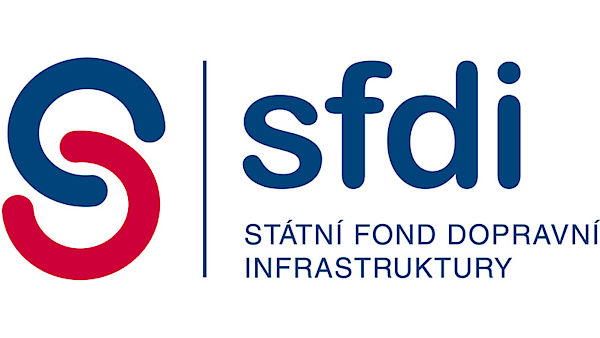 sfdi
STÁTNÍ FOND DOPRAVNÍ
INFRASTRUKTURY